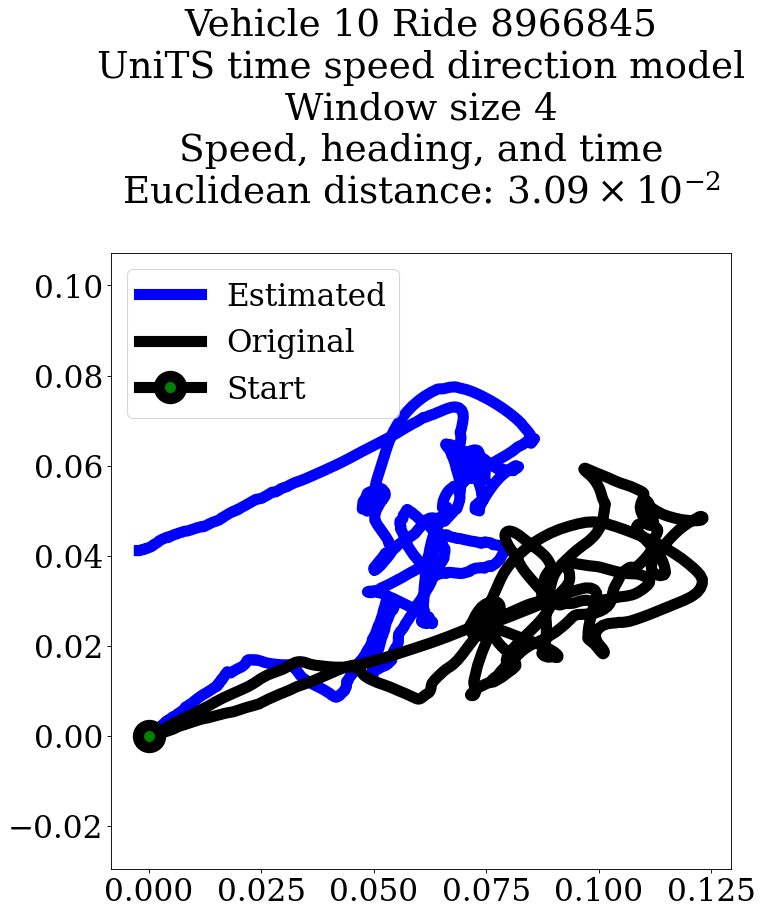 Vehicle 10 Ride 8966845
UniTS time speed direction model
Window size 4
Speed, heading, and time
Euclidean distance: 3.09 × 10⁻²
Estimated
Original
Start
0.10
0.08
0.06
0.04
0.02
0.00
−0.02
0.000 0.025 0.050 0.075 0.100 0.125